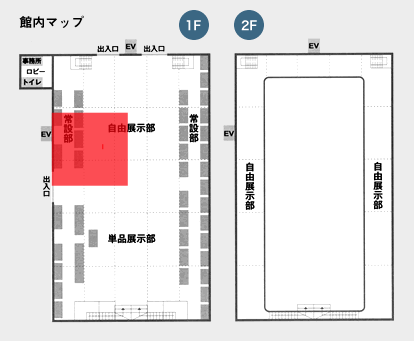 館内マップ
1F
2F
出入口
EV
出入口
EV
事務所
ロビー
トイレ
常設部
自由展示部
常設部
EV
EV
出入口
自由展示部
自由展示部
単品展示部